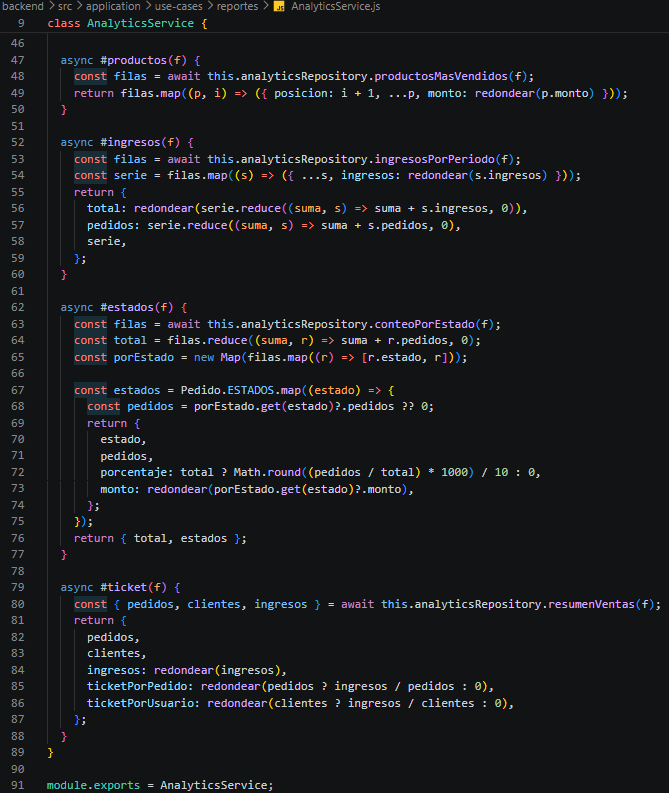 backend > src > application > use-cases > reportes > JS AnalyticsService.js
9 class AnalyticsService {
46
47 async #productos(f) {
48 const filas = await this.analyticsRepository.productosMasVendidos(f);
49 return filas.map((p, i) => ({ posicion: i + 1, ...p, monto: redondear(p.monto) }));
50 }
51
52 async #ingresos(f) {
53 const filas = await this.analyticsRepository.ingresosPorPeriodo(f);
54 const serie = filas.map((s) => ({ ...s, ingresos: redondear(s.ingresos) }));
55 return {
56 total: redondear(serie.reduce((suma, s) => suma + s.ingresos, 0)),
57 pedidos: serie.reduce((suma, s) => suma + s.pedidos, 0),
58 serie,
59 };
60 }
61
62 async #estados(f) {
63 const filas = await this.analyticsRepository.conteoPorEstado(f);
64 const total = filas.reduce((suma, r) => suma + r.pedidos, 0);
65 const porEstado = new Map(filas.map((r) => [r.estado, r]));
66
67 const estados = Pedido.ESTADOS.map((estado) => {
68 const pedidos = porEstado.get(estado)?.pedidos ?? 0;
69 return {
70 estado,
71 pedidos,
72 porcentaje: total ? Math.round((pedidos / total) * 1000) / 10 : 0,
73 monto: redondear(porEstado.get(estado)?.monto),
74 };
75 });
76 return { total, estados };
77 }
78
79 async #ticket(f) {
80 const { pedidos, clientes, ingresos } = await this.analyticsRepository.resumenVentas(f);
81 return {
82 pedidos,
83 clientes,
84 ingresos: redondear(ingresos),
85 ticketPorPedido: redondear(pedidos ? ingresos / pedidos : 0),
86 ticketPorUsuario: redondear(clientes ? ingresos / clientes : 0),
87 };
88 }
89 }
90
91 module.exports = AnalyticsService;